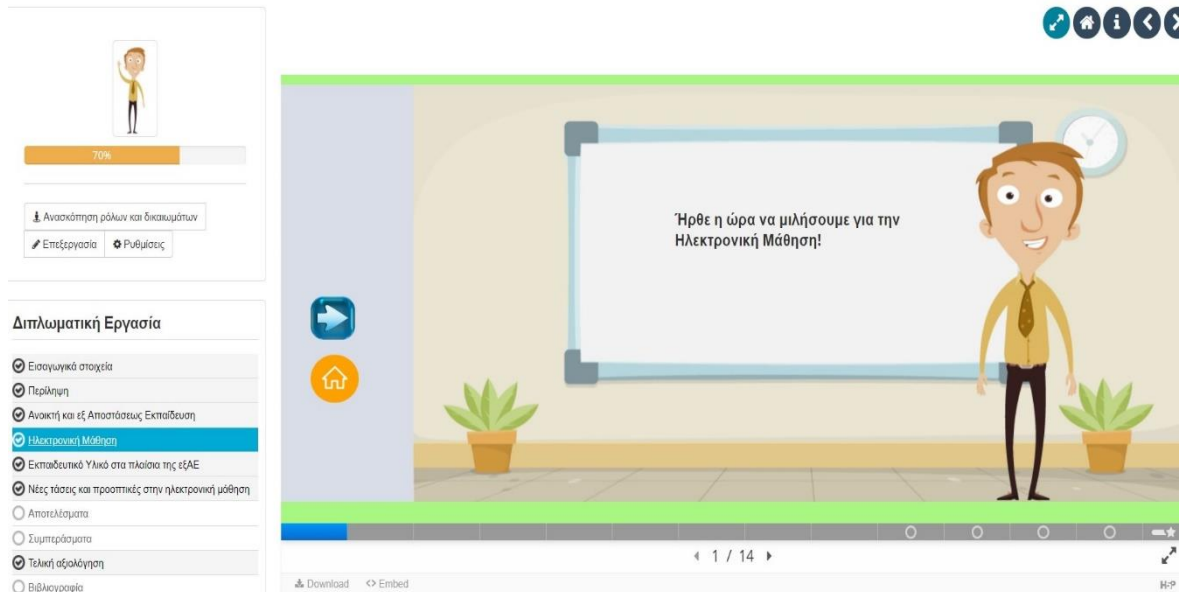 70%
Ανασκόπηση ρόλων και δικαιωμάτων
Επεξεργασία
Ρυθμίσεις
Διπλωματική Εργασία
Εισαγωγικά στοιχεία
Περίληψη
Ανοικτή και εξ Αποστάσεως Εκπαίδευση
Ηλεκτρονική Μάθηση
Εκπαιδευτικό Υλικό στα πλαίσια της εξΑΕ
Νέες τάσεις και προοπτικές στην ηλεκτρονική μάθηση
Αποτελέσματα
Συμπεράσματα
Τελική αξιολόγηση
Βιβλιογραφία
Ήρθε η ώρα να μιλήσουμε για την
Ηλεκτρονική Μάθηση!
1 / 14
Download
Embed
H5P